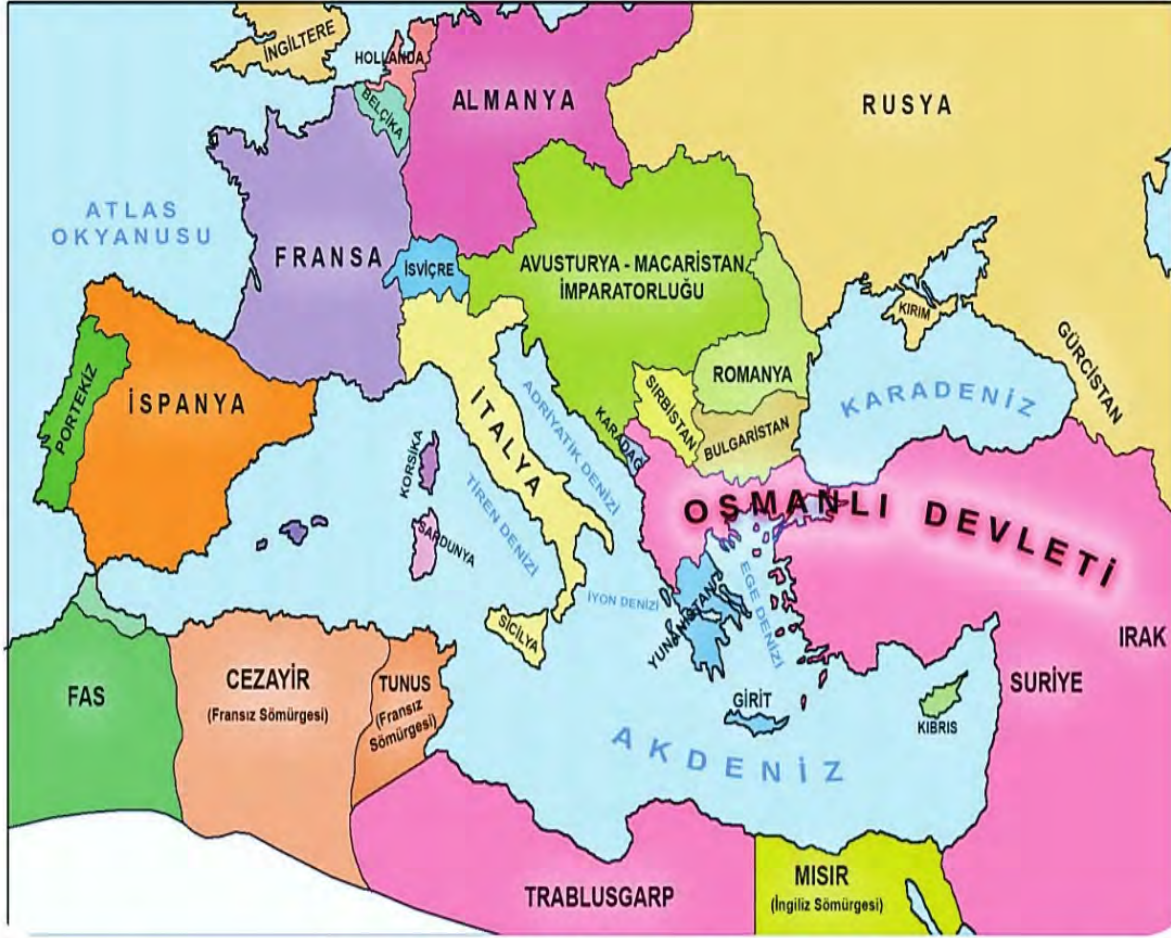 İNGİLTERE
HOLLANDA
BELÇİKA
ALMANYA
RUSYA
ATLAS
OKYANUSU
FRANSA
İSVİÇRE
AVUSTURYA - MACARİSTAN
İMPARATORLUĞU
KIRIM
GÜRCİSTAN
PORTEKİZ
İSPANYA
İTALYA
ADRİYATİK DENİZİ
KARADAĞ
SIRBİSTAN
ROMANYA
BULGARİSTAN
KARADENİZ
KORSİKA
SARDUNYA
TİREN DENİZİ
OSMANLI DEVLETİ
İYON DENİZİ
YUNANİSTAN
EGE DENİZİ
SİCİLYA
IRAK
SURİYE
FAS
CEZAYİR
(Fransız Sömürgesi)
TUNUS
(Fransız
Sömürgesi)
GİRİT
KIBRIS
AKDENİZ
TRABLUSGARP
MISIR
(İngiliz Sömürgesi)